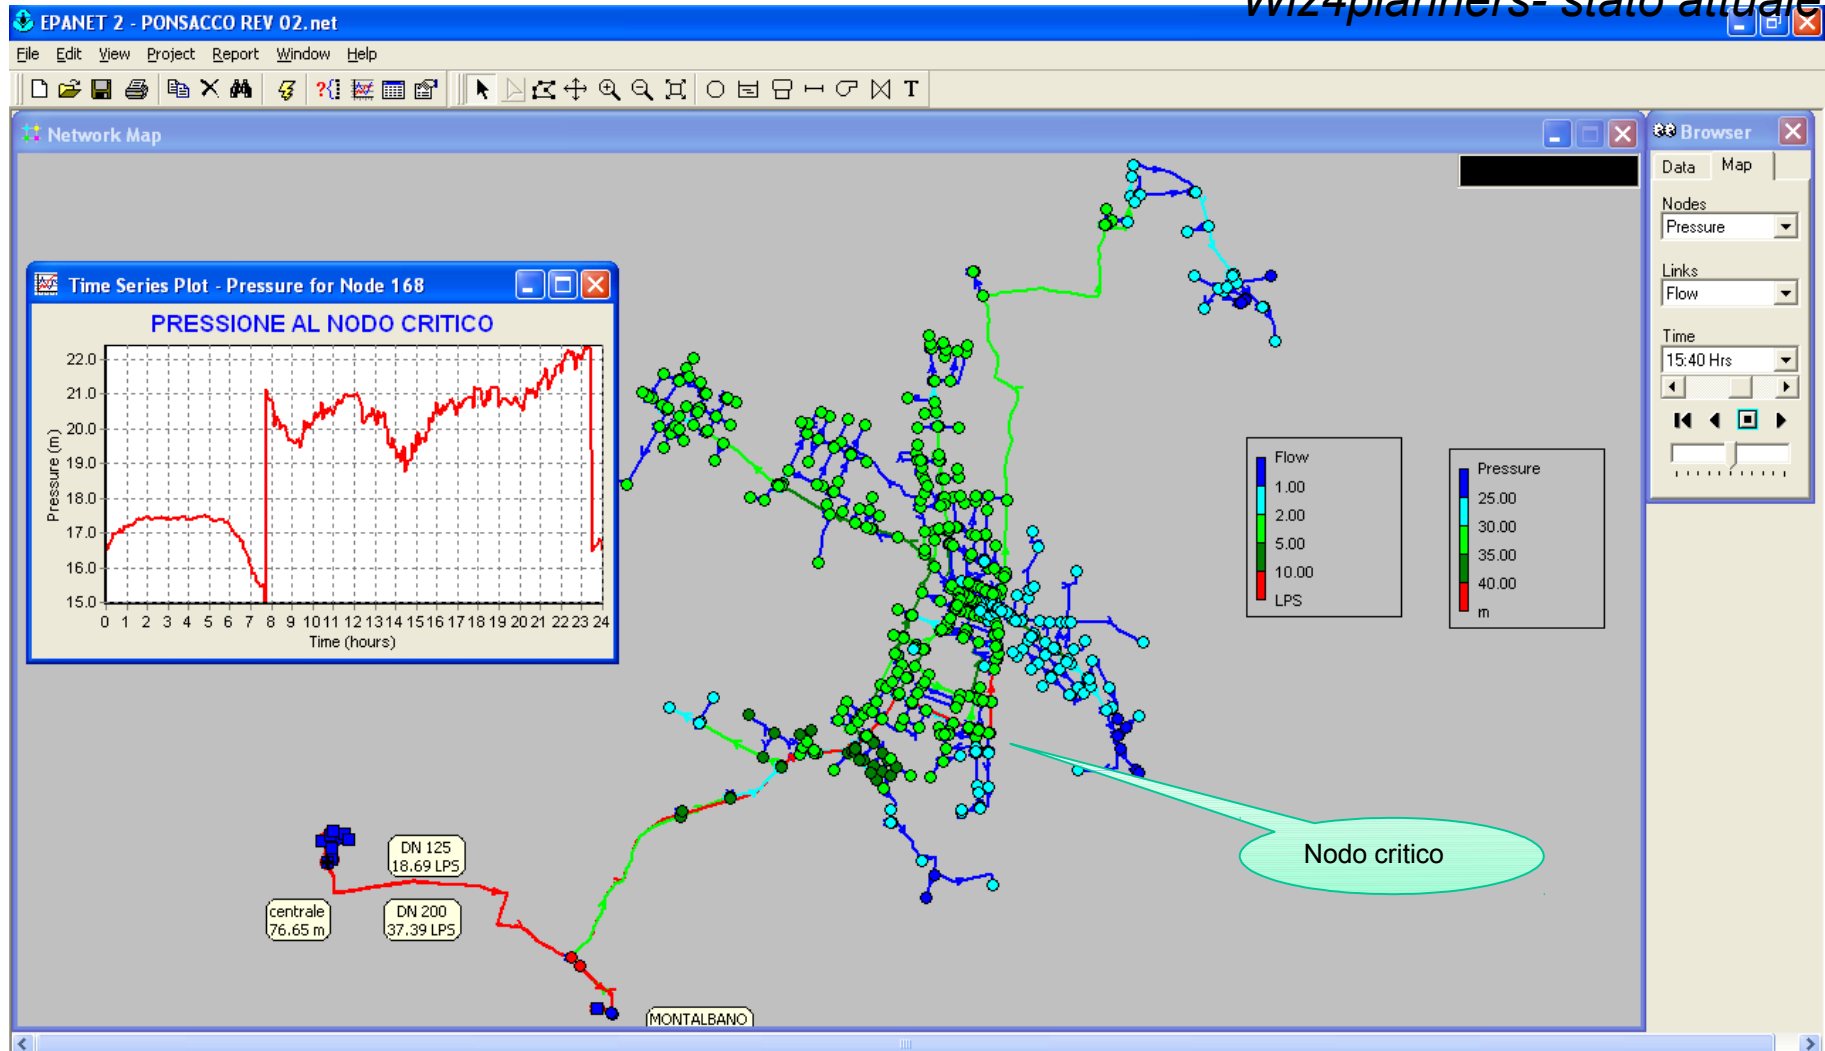 Wiz4planners- stato attuale
EPANET 2 - PONSACCO REV 02.net
File Edit View Project Report Window Help
T
Network Map
Browser
Data Map
Nodes
Pressure
Links
Flow
Time
15:40 Hrs
Time Series Plot - Pressure for Node 168
PRESSIONE AL NODO CRITICO
Pressure (m)
22.0
21.0
20.0
19.0
18.0
17.0
16.0
15.0
0 1 2 3 4 5 6 7 8 9 10 11 12 13 14 15 16 17 18 19 20 21 22 23 24
Time (hours)
Flow
1.00
2.00
5.00
10.00
LPS
Pressure
25.00
30.00
35.00
40.00
m
Nodo critico
DN 125
18.69 LPS
centrale
76.65 m
DN 200
37.39 LPS
MONTALBANO